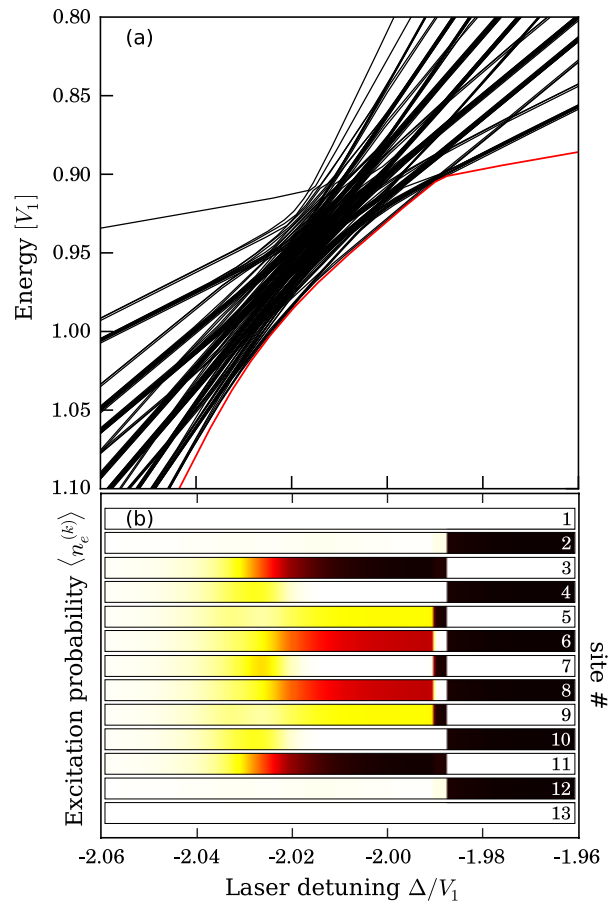 (a)
0.80
0.85
0.90
0.95
1.00
1.05
1.10
Energy [V₁]
(b)
1
2
3
4
5
6
7
8
9
10
11
12
13
Excitation probability ⟨nₑ⁽ᵏ⁾⟩
site #
-2.06 -2.04 -2.02 -2.00 -1.98 -1.96
Laser detuning Δ/V₁